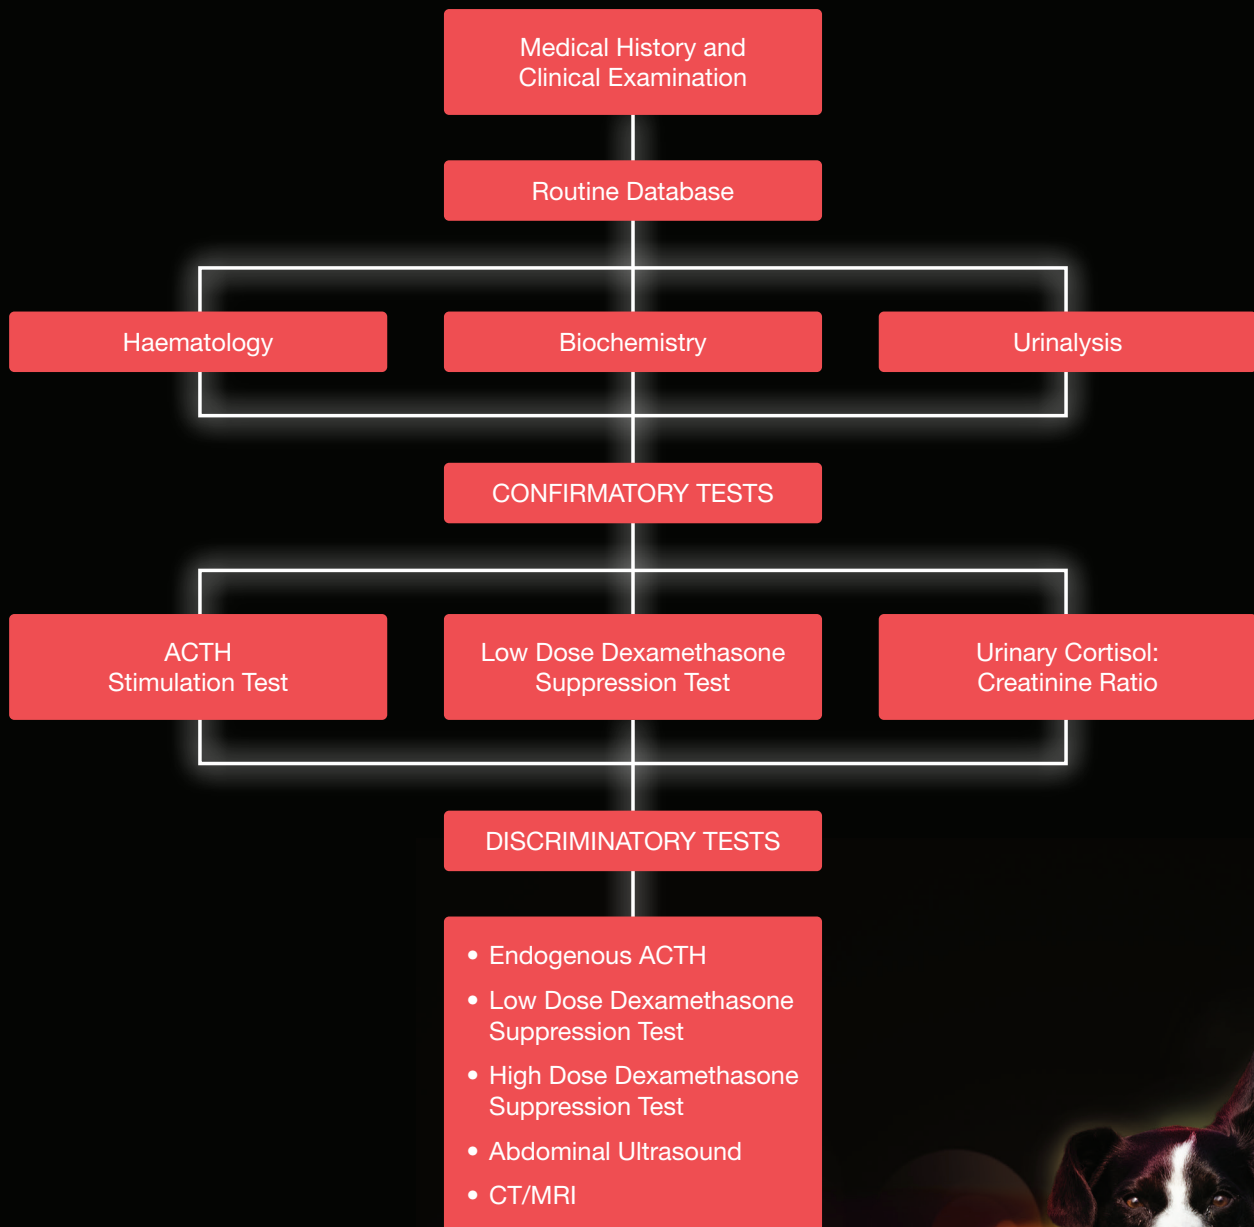 Medical History and
Clinical Examination
Routine Database
Haematology
Biochemistry
Urinalysis
CONFIRMATORY TESTS
ACTH
Stimulation Test
Low Dose Dexamethasone
Suppression Test
Urinary Cortisol:
Creatinine Ratio
DISCRIMINATORY TESTS
• Endogenous ACTH
• Low Dose Dexamethasone
Suppression Test
• High Dose Dexamethasone
Suppression Test
• Abdominal Ultrasound
• CT/MRI